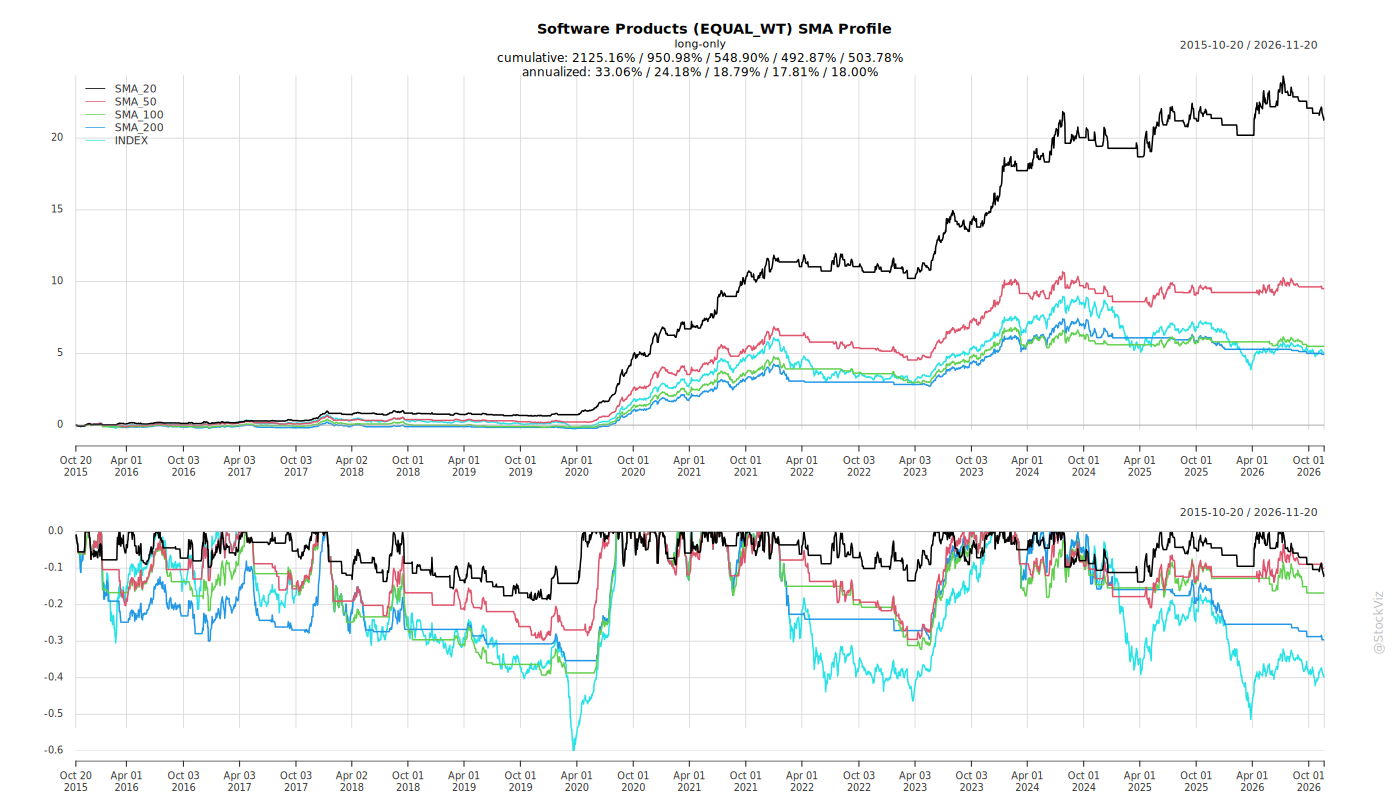 Software Products (EQUAL_WT) SMA Profile
long-only
2015-10-20 / 2026-11-20
cumulative: 2125.16% / 950.98% / 548.90% / 492.87% / 503.78%
annualized: 33.06% / 24.18% / 18.79% / 17.81% / 18.00%
SMA_20
SMA_50
SMA_100
SMA_200
INDEX
20
15
10
5
0
Oct 20 Apr 01 Oct 03 Apr 03 Oct 03 Apr 02 Oct 01 Apr 01 Oct 01 Apr 01 Oct 01 Apr 01 Oct 01 Apr 01 Oct 03 Apr 03 Oct 03 Apr 01 Oct 01 Apr 01 Oct 01 Apr 01 Oct 01
2015 2016 2016 2017 2017 2018 2018 2019 2019 2020 2020 2021 2021 2022 2022 2023 2023 2024 2024 2025 2025 2026 2026
2015-10-20 / 2026-11-20
0.0
-0.1
-0.2
-0.3
-0.4
-0.5
-0.6
Oct 20 Apr 01 Oct 03 Apr 03 Oct 03 Apr 02 Oct 01 Apr 01 Oct 01 Apr 01 Oct 01 Apr 01 Oct 01 Apr 01 Oct 03 Apr 03 Oct 03 Apr 01 Oct 01 Apr 01 Oct 01 Apr 01 Oct 01
2015 2016 2016 2017 2017 2018 2018 2019 2019 2020 2020 2021 2021 2022 2022 2023 2023 2024 2024 2025 2025 2026 2026
@StockViz